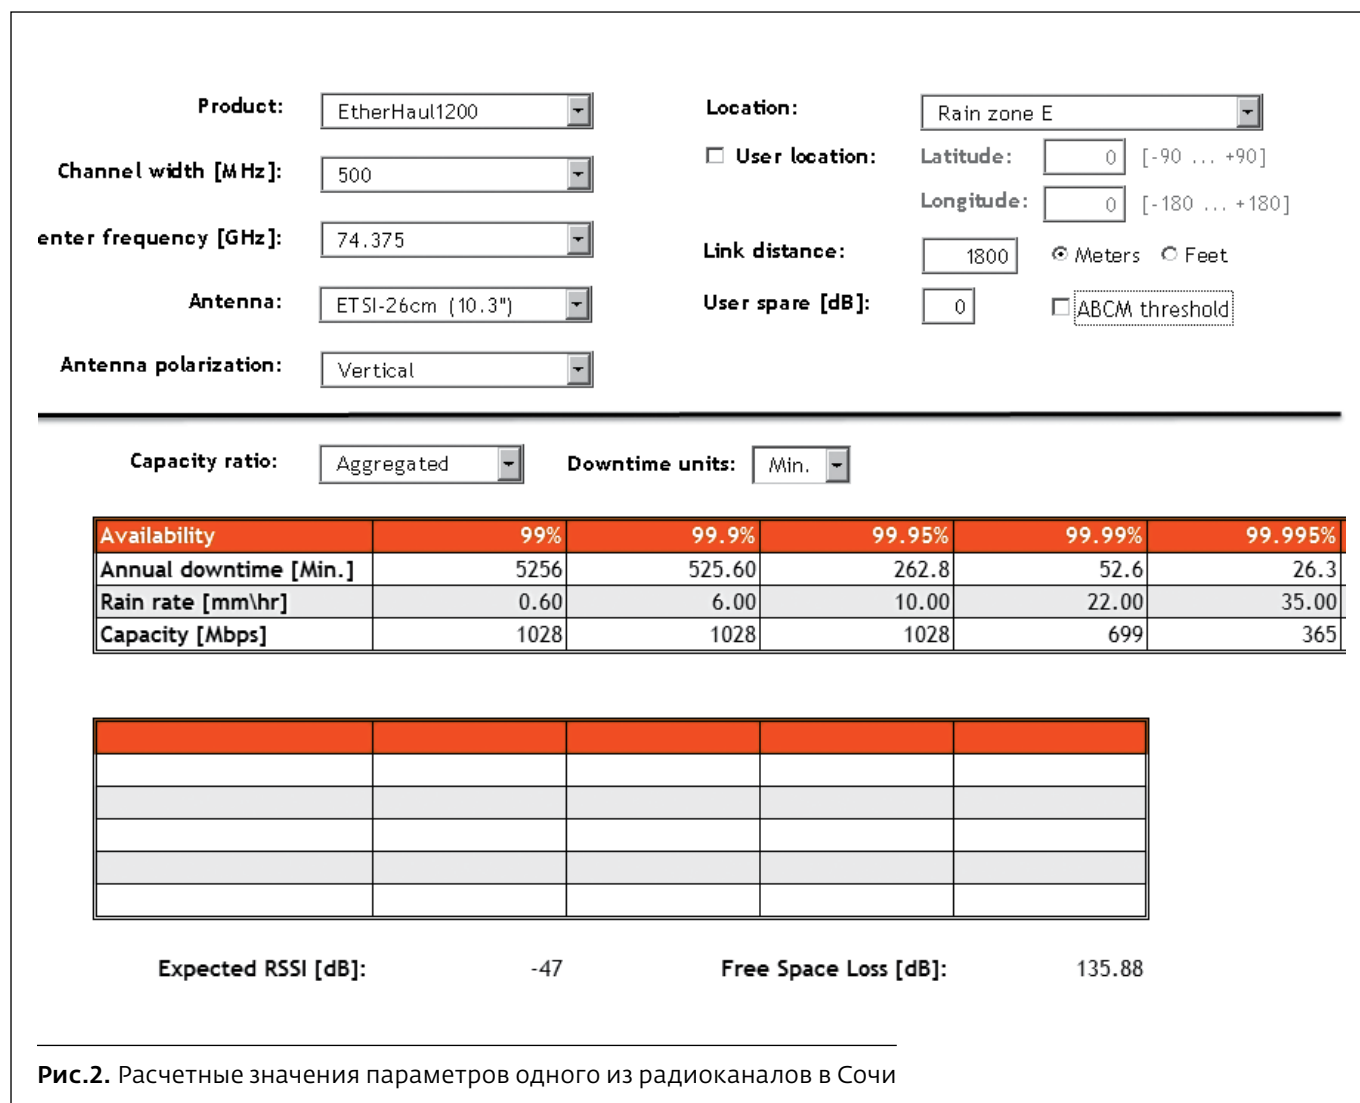 Product: EtherHaul1200
Channel width [MHz]: 500
enter frequency [GHz]: 74.375
Antenna: ETSI-26cm (10.3")
Antenna polarization: Vertical
Location: Rain zone E
User location: Latitude: 0 [-90 ... +90]
Longitude: 0 [-180 ... +180]
Link distance: 1800 Meters Feet
User spare [dB]: 0 ABCM threshold
Capacity ratio: Aggregated Downtime units: Min.
Availability 99% 99.9% 99.95% 99.99% 99.995%
Annual downtime [Min.] 5256 525.60 262.8 52.6 26.3
Rain rate [mm\hr] 0.60 6.00 10.00 22.00 35.00
Capacity [Mbps] 1028 1028 1028 699 365
Expected RSSI [dB]: -47 Free Space Loss [dB]: 135.88
Рис.2. Расчетные значения параметров одного из радиоканалов в Сочи